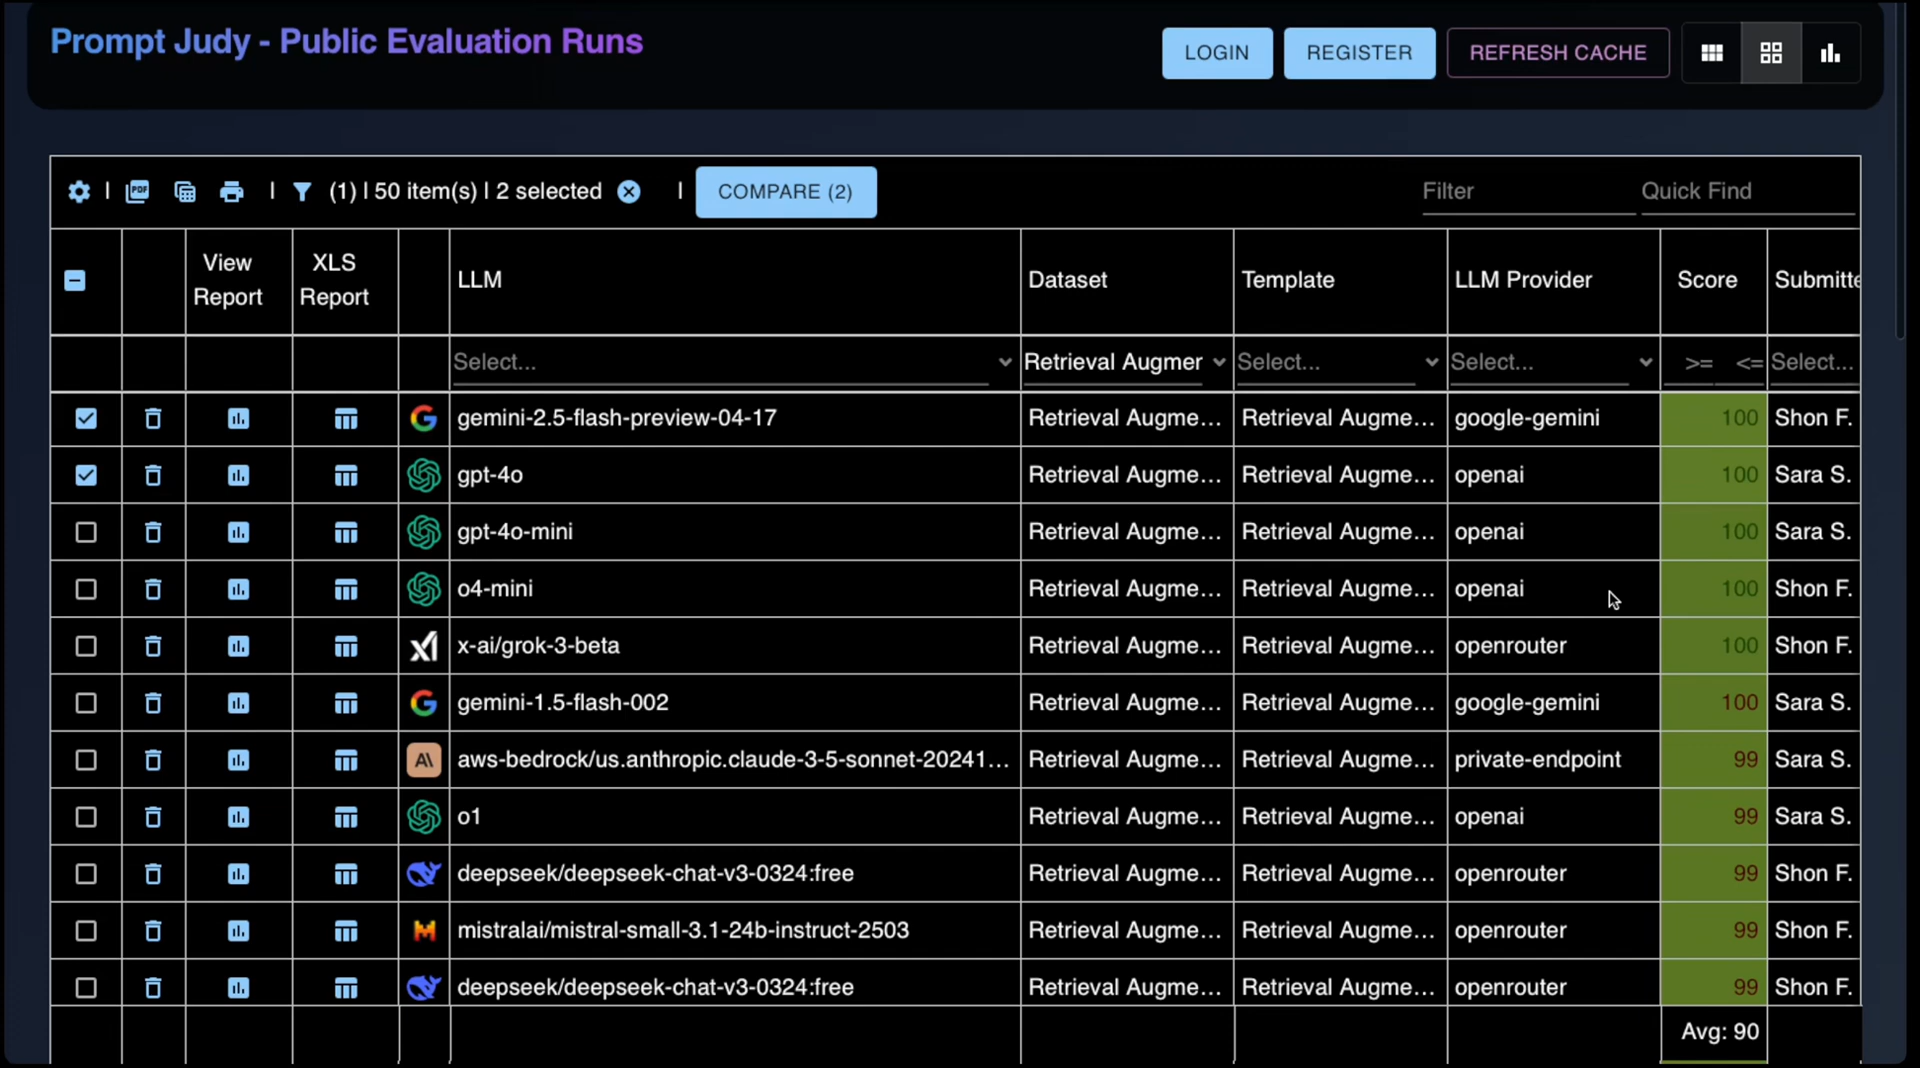 Prompt Judy - Public Evaluation Runs
LOGIN REGISTER REFRESH CACHE
PDF (1) | 50 item(s) | 2 selected | COMPARE (2) Filter Quick Find
View Report XLS Report LLM Dataset Template LLM Provider Score Submitte
Select... Retrieval Augmer Select... Select... >= <= Select...
gemini-2.5-flash-preview-04-17 Retrieval Augme... Retrieval Augme... google-gemini 100 Shon F.
gpt-4o Retrieval Augme... Retrieval Augme... openai 100 Sara S.
gpt-4o-mini Retrieval Augme... Retrieval Augme... openai 100 Sara S.
o4-mini Retrieval Augme... Retrieval Augme... openai 100 Shon F.
x-ai/grok-3-beta Retrieval Augme... Retrieval Augme... openrouter 100 Shon F.
gemini-1.5-flash-002 Retrieval Augme... Retrieval Augme... google-gemini 100 Sara S.
aws-bedrock/us.anthropic.claude-3-5-sonnet-20241... Retrieval Augme... Retrieval Augme... private-endpoint 99 Sara S.
o1 Retrieval Augme... Retrieval Augme... openai 99 Sara S.
deepseek/deepseek-chat-v3-0324:free Retrieval Augme... Retrieval Augme... openrouter 99 Shon F.
mistralai/mistral-small-3.1-24b-instruct-2503 Retrieval Augme... Retrieval Augme... openrouter 99 Shon F.
deepseek/deepseek-chat-v3-0324:free Retrieval Augme... Retrieval Augme... openrouter 99 Shon F.
Avg: 90